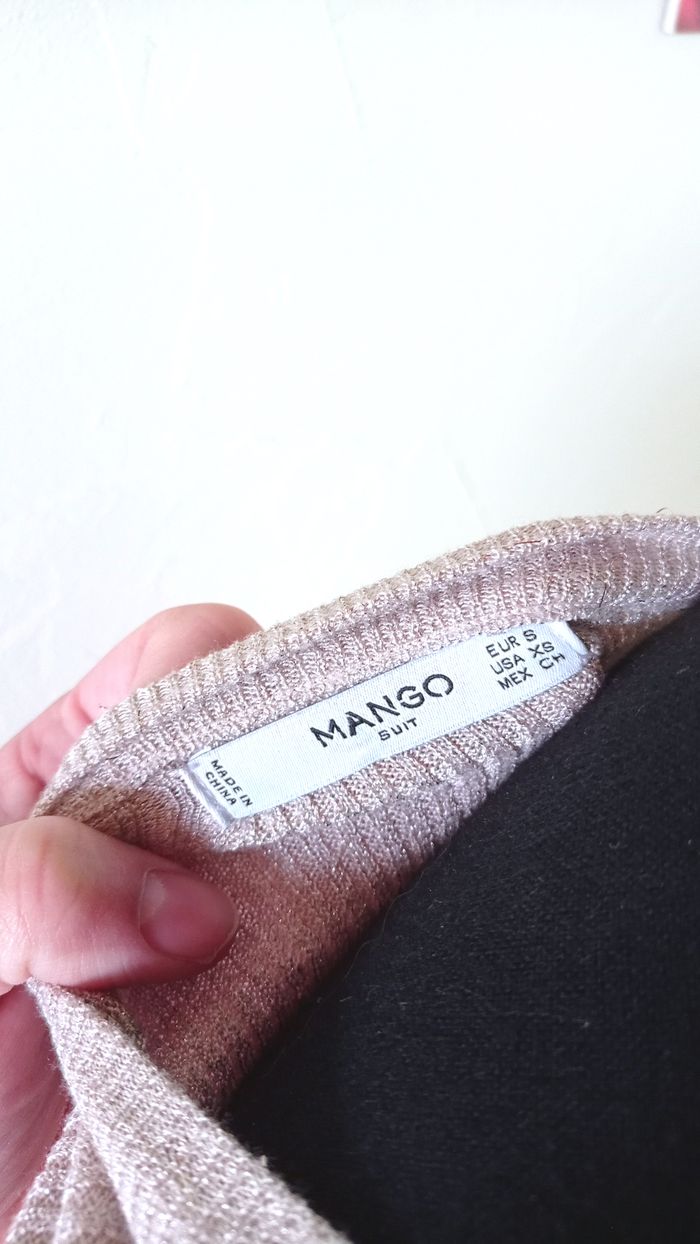 MANGO
SUIT
EUR S
USA XS
MEX CH
MADE IN
CHINA